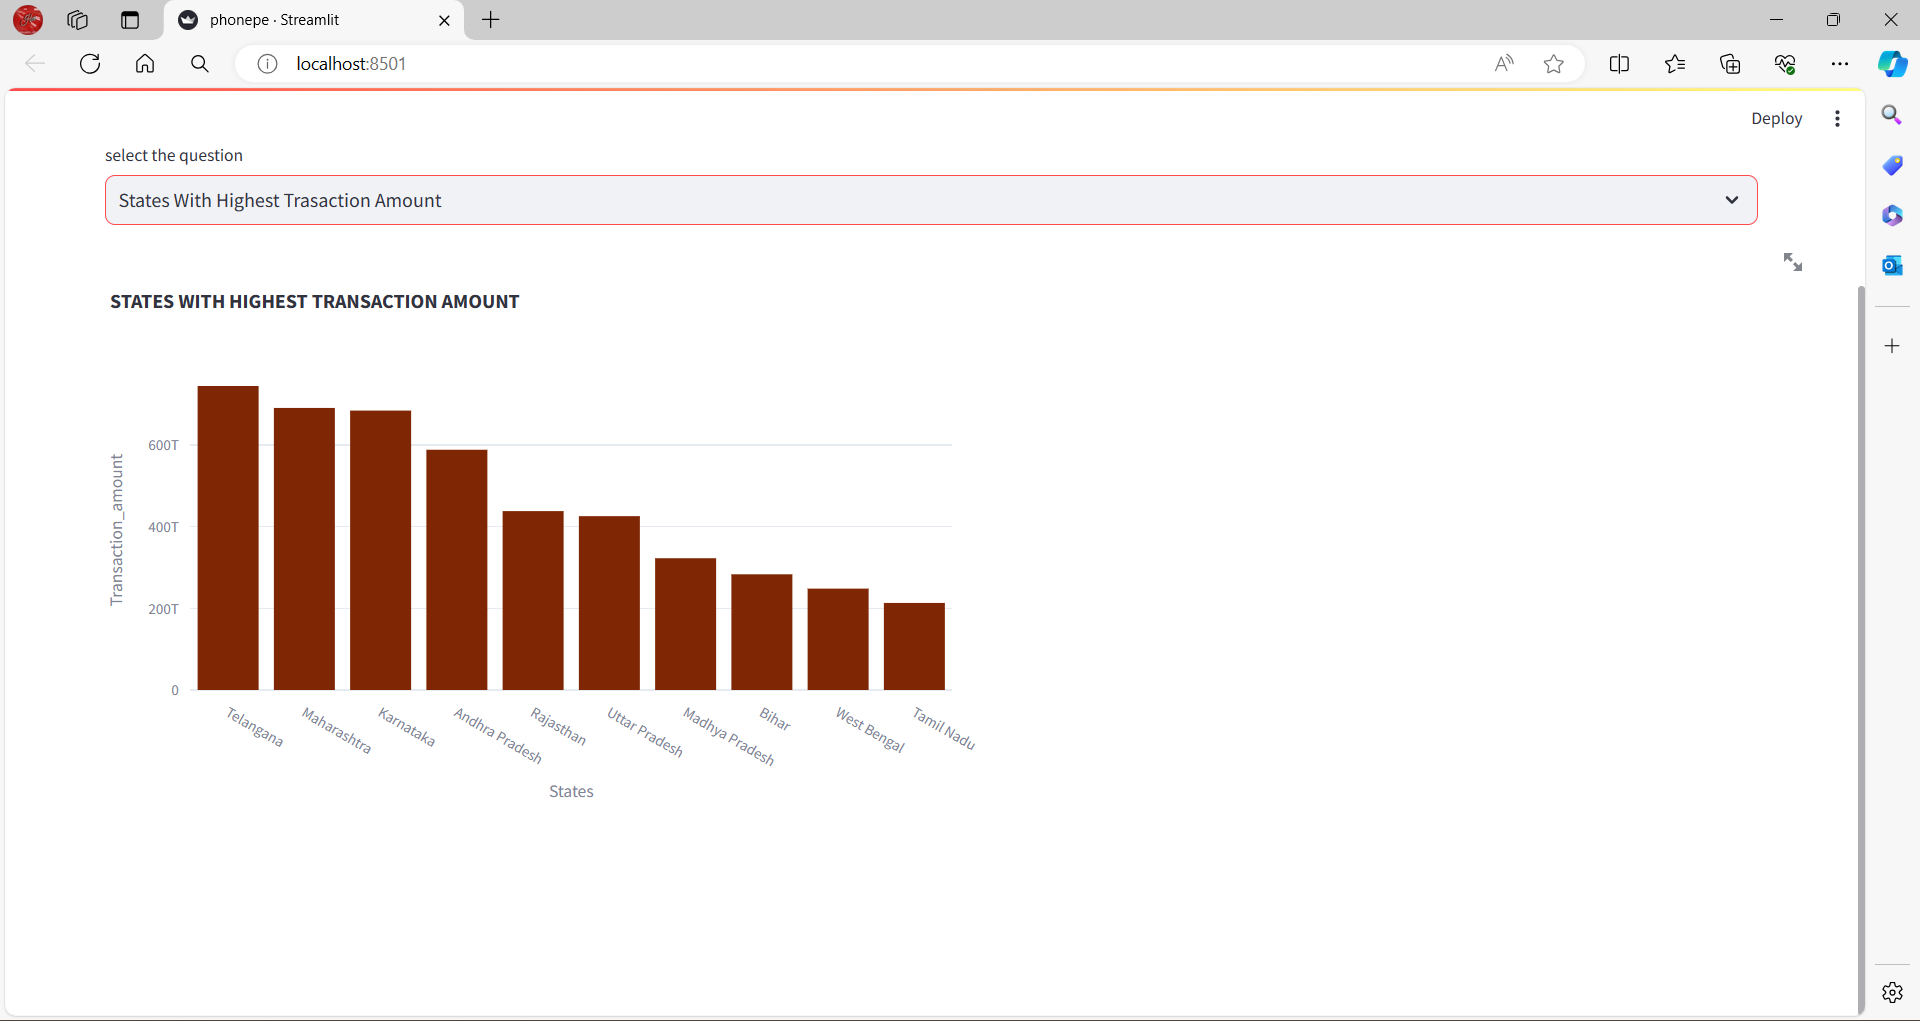 phonepe · Streamlit
localhost:8501
Deploy
select the question
States With Highest Trasaction Amount
STATES WITH HIGHEST TRANSACTION AMOUNT
600T
400T
200T
0
Transaction_amount
Telangana
Maharashtra
Karnataka
Andhra Pradesh
Rajasthan
Uttar Pradesh
Madhya Pradesh
Bihar
West Bengal
Tamil Nadu
States